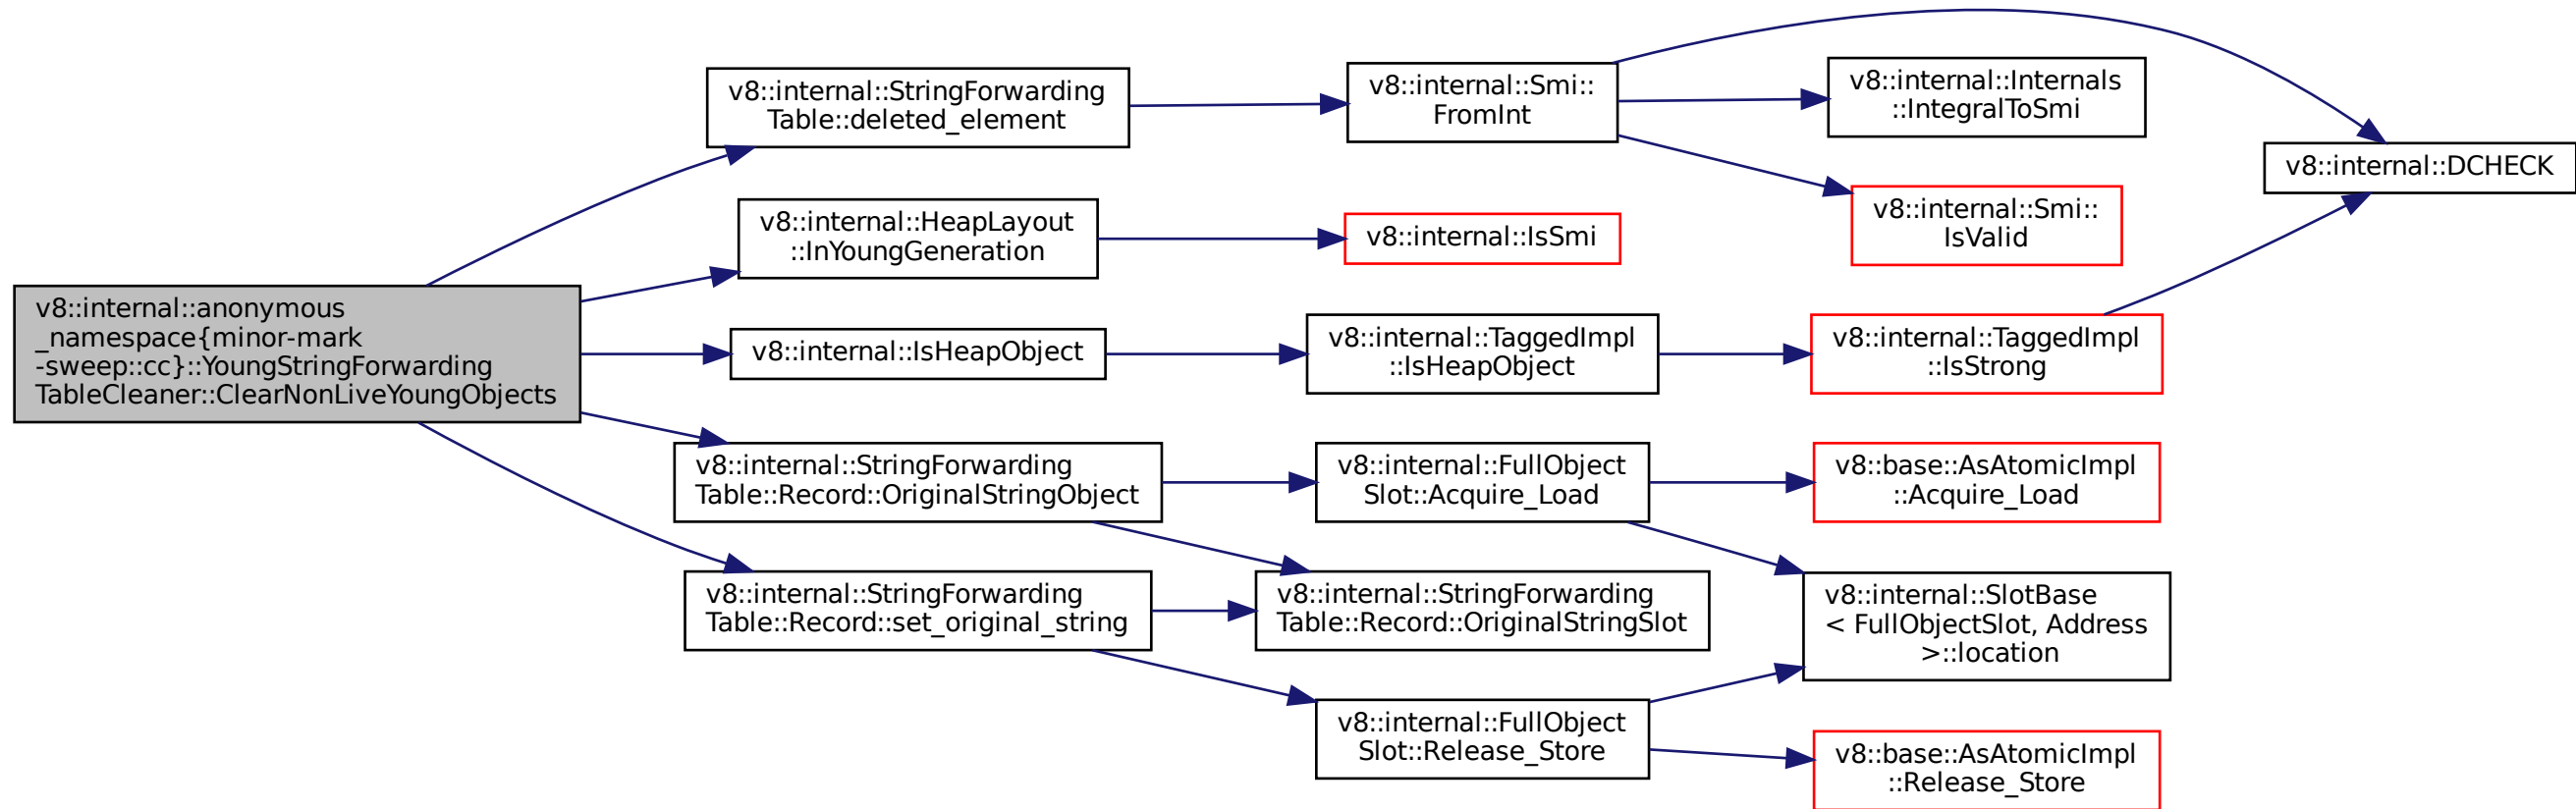 v8::internal::anonymous
_namespace{minor-mark
-sweep::cc}::YoungStringForwarding
TableCleaner::ClearNonLiveYoungObjects
v8::internal::StringForwarding
Table::deleted_element
v8::internal::HeapLayout
::InYoungGeneration
v8::internal::IsHeapObject
v8::internal::StringForwarding
Table::Record::OriginalStringObject
v8::internal::StringForwarding
Table::Record::set_original_string
v8::internal::Smi::
FromInt
v8::internal::IsSmi
v8::internal::TaggedImpl
::IsHeapObject
v8::internal::FullObject
Slot::Acquire_Load
v8::internal::StringForwarding
Table::Record::OriginalStringSlot
v8::internal::FullObject
Slot::Release_Store
v8::internal::Internals
::IntegralToSmi
v8::internal::Smi::
IsValid
v8::internal::TaggedImpl
::IsStrong
v8::base::AsAtomicImpl
::Acquire_Load
v8::internal::SlotBase
< FullObjectSlot, Address
>::location
v8::base::AsAtomicImpl
::Release_Store
v8::internal::DCHECK